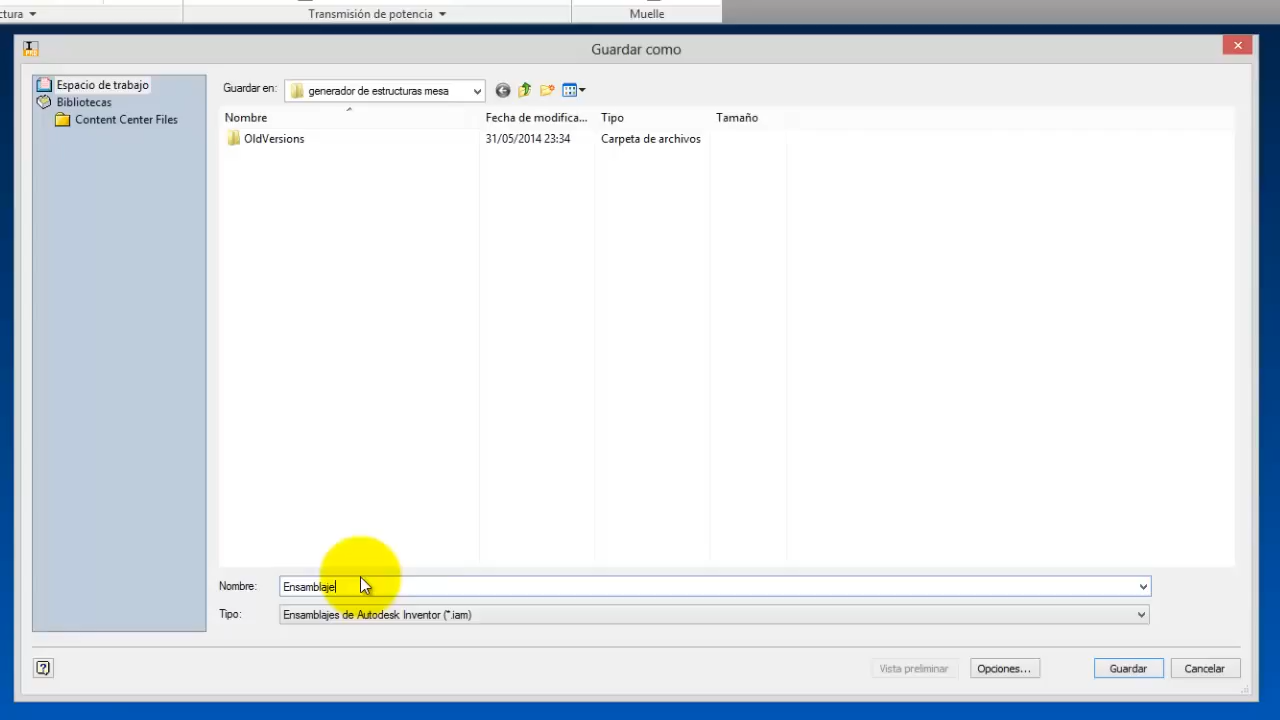 ctura
Transmisión de potencia
Muelle
Guardar como
Espacio de trabajo
Bibliotecas
Content Center Files
Guardar en: generador de estructuras mesa
Nombre Fecha de modifica... Tipo Tamaño
OldVersions 31/05/2014 23:34 Carpeta de archivos
Nombre: Ensamblaje
Tipo: Ensamblajes de Autodesk Inventor (*.iam)
Vista preliminar Opciones... Guardar Cancelar